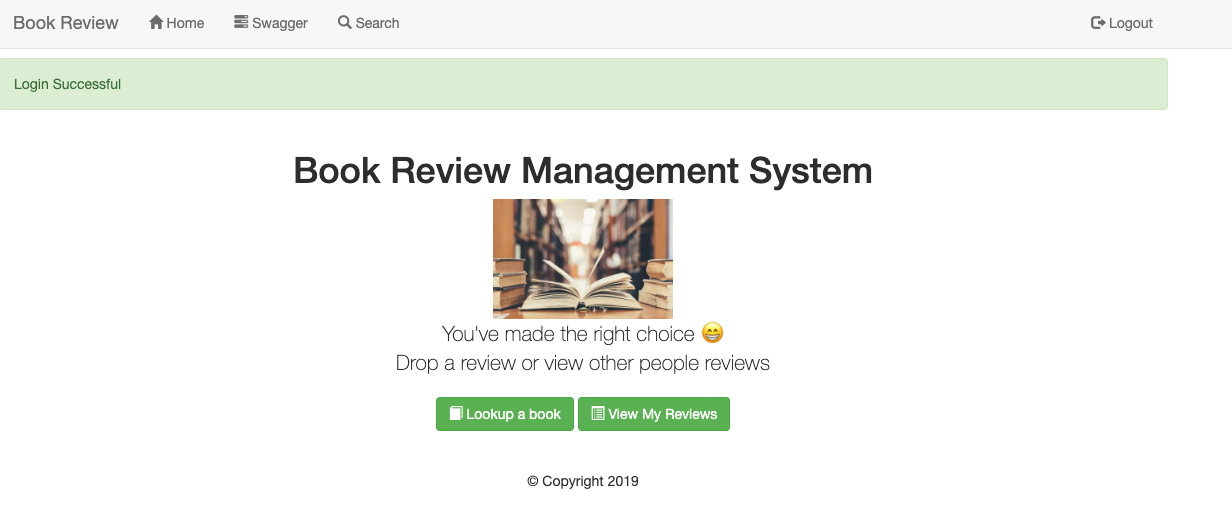 Book Review Home Swagger Search Logout
Login Successful
Book Review Management System
You've made the right choice 😁
Drop a review or view other people reviews
Lookup a book View My Reviews
© Copyright 2019